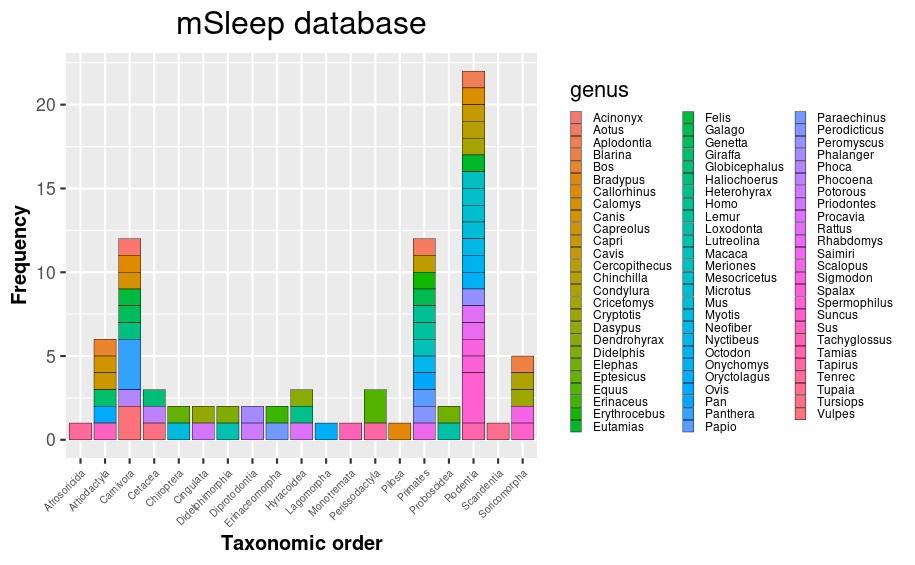 mSleep database
Frequency
20
15
10
5
0
Afrosoricida
Artiodactyla
Carnivora
Cetacea
Chiroptera
Cingulata
Didelphimorphia
Diprotodontia
Erinaceomorpha
Hyracoidea
Lagomorpha
Monotremata
Perissodactyla
Pilosa
Primates
Proboscidea
Rodentia
Scandentia
Soricomorpha
Taxonomic order
genus
Acinonyx
Aotus
Aplodontia
Blarina
Bos
Bradypus
Callorhinus
Calomys
Canis
Capreolus
Capri
Cavis
Cercopithecus
Chinchilla
Condylura
Cricetomys
Cryptotis
Dasypus
Dendrohyrax
Didelphis
Elephas
Eptesicus
Equus
Erinaceus
Erythrocebus
Eutamias
Felis
Galago
Genetta
Giraffa
Globicephalus
Haliochoerus
Heterohyrax
Homo
Lemur
Loxodonta
Lutreolina
Macaca
Meriones
Mesocricetus
Microtus
Mus
Myotis
Neofiber
Nyctibeus
Octodon
Onychomys
Oryctolagus
Ovis
Pan
Panthera
Papio
Paraechinus
Perodicticus
Peromyscus
Phalanger
Phoca
Phocoena
Potorous
Priodontes
Procavia
Rattus
Rhabdomys
Saimiri
Scalopus
Sigmodon
Spalax
Spermophilus
Suncus
Sus
Tachyglossus
Tamias
Tapirus
Tenrec
Tupaia
Tursiops
Vulpes